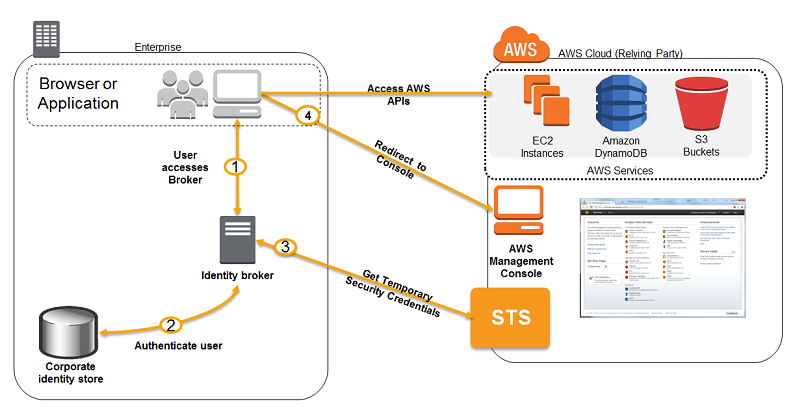 Enterprise
Browser or
Application
User
accesses
Broker
1
Identity broker
2
Authenticate user
Corporate
identity store
3
Get Temporary
Security Credentials
4
Access AWS
APIs
Redirect to
Console
AWS
AWS Cloud (Relying Party)
EC2
Instances
Amazon
DynamoDB
S3
Buckets
AWS Services
AWS
Management
Console
STS